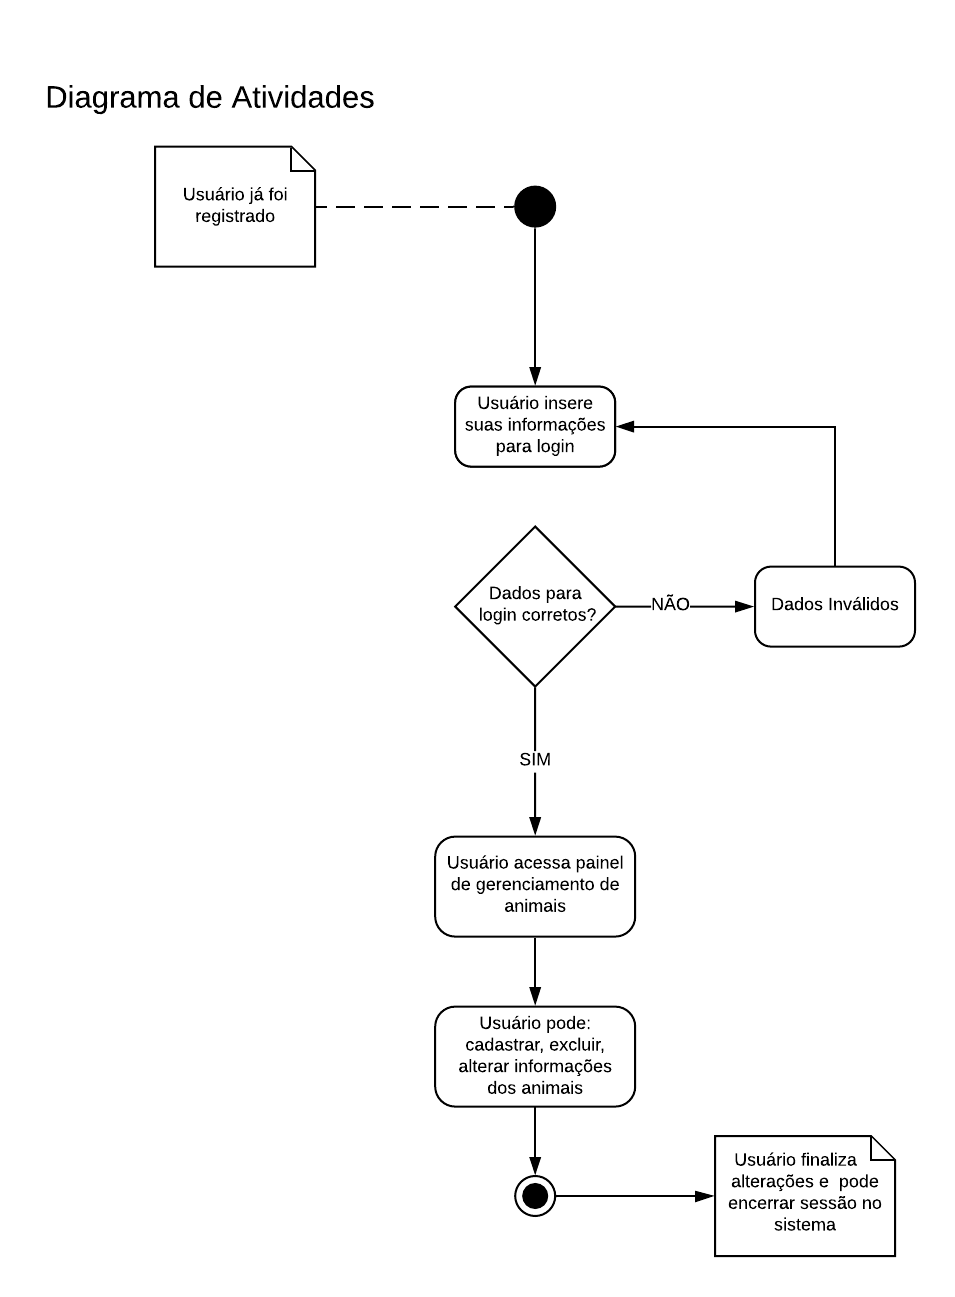 Diagrama de Atividades
Usuário já foi
registrado
Usuário insere
suas informações
para login
Dados para
login corretos?
NÃO
Dados Inválidos
SIM
Usuário acessa painel
de gerenciamento de
animais
Usuário pode:
cadastrar, excluir,
alterar informações
dos animais
Usuário finaliza
alterações e  pode
encerrar sessão no
sistema